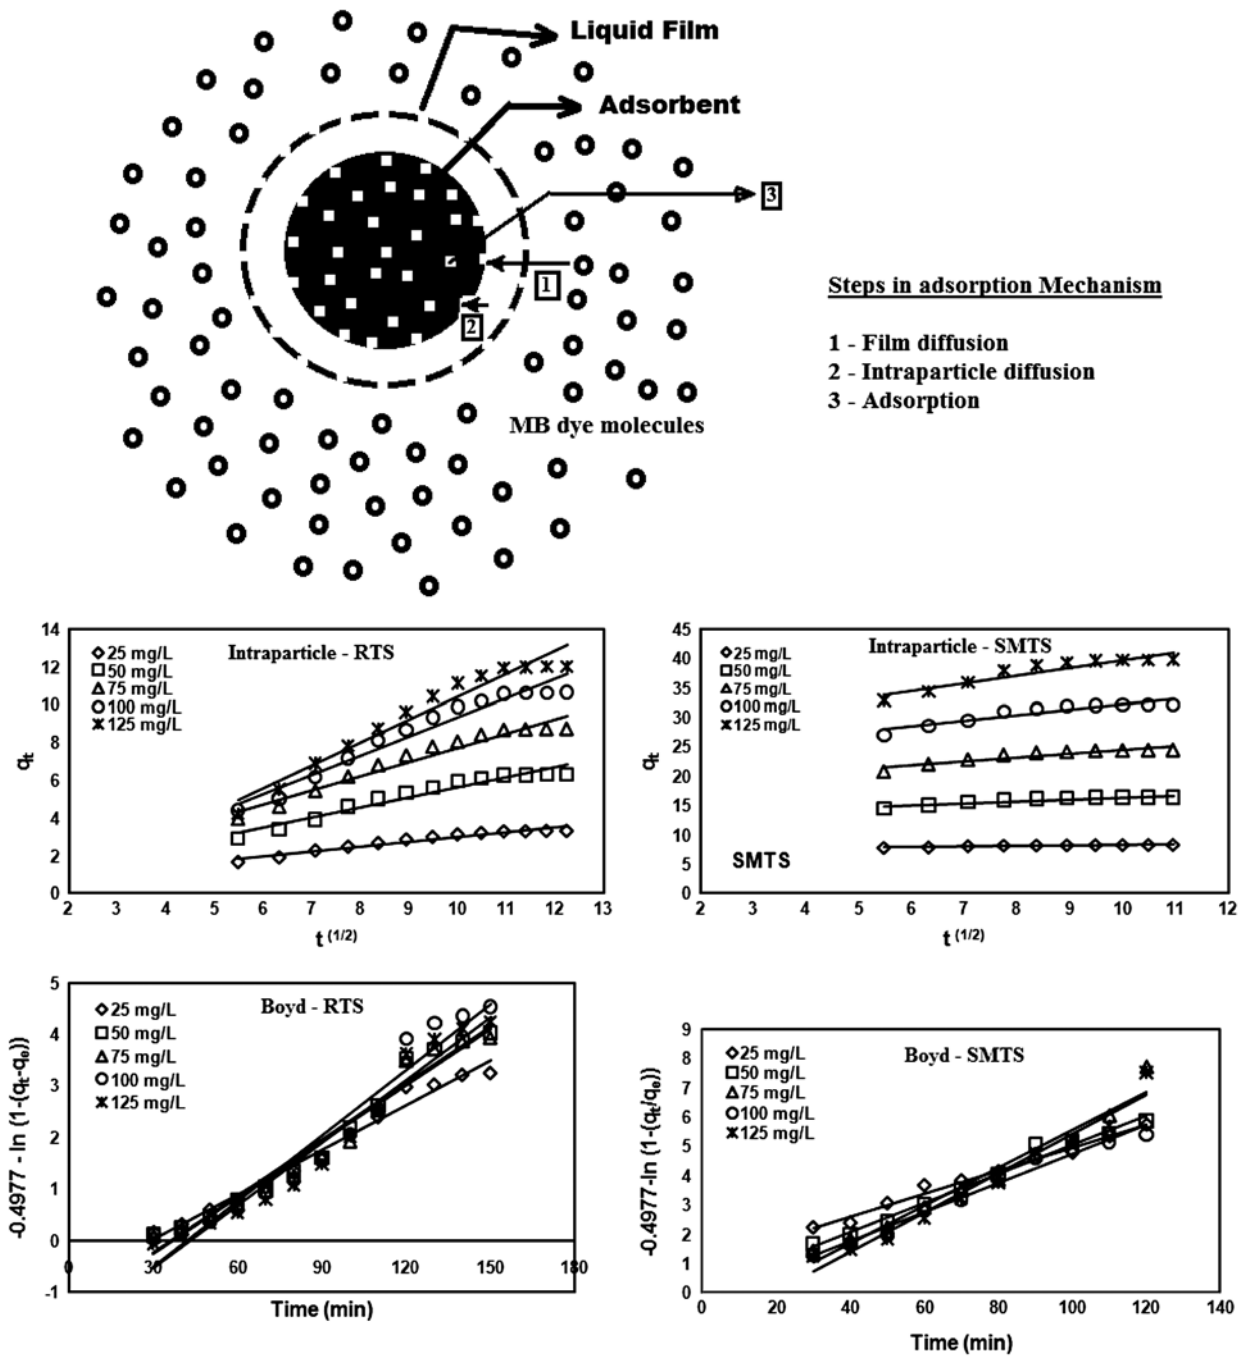 Liquid Film
Adsorbent
3
1
2
MB dye molecules
Steps in adsorption Mechanism
1 - Film diffusion
2 - Intraparticle diffusion
3 - Adsorption
Intraparticle - RTS
25 mg/L
50 mg/L
75 mg/L
100 mg/L
125 mg/L
qt
14
12
10
8
6
4
2
0
2 3 4 5 6 7 8 9 10 11 12 13
t (1/2)
Intraparticle - SMTS
25 mg/L
50 mg/L
75 mg/L
100 mg/L
125 mg/L
SMTS
qt
45
40
35
30
25
20
15
10
5
0
2 3 4 5 6 7 8 9 10 11 12
t (1/2)
Boyd - RTS
25 mg/L
50 mg/L
75 mg/L
100 mg/L
125 mg/L
-0.4977 - ln (1-(qt-qe))
5
4
3
2
1
0
-1
0 30 60 90 120 150 180
Time (min)
Boyd - SMTS
25 mg/L
50 mg/L
75 mg/L
100 mg/L
125 mg/L
-0.4977-ln (1-(qt/qe))
9
8
7
6
5
4
3
2
1
0
0 20 40 60 80 100 120 140
Time (min)